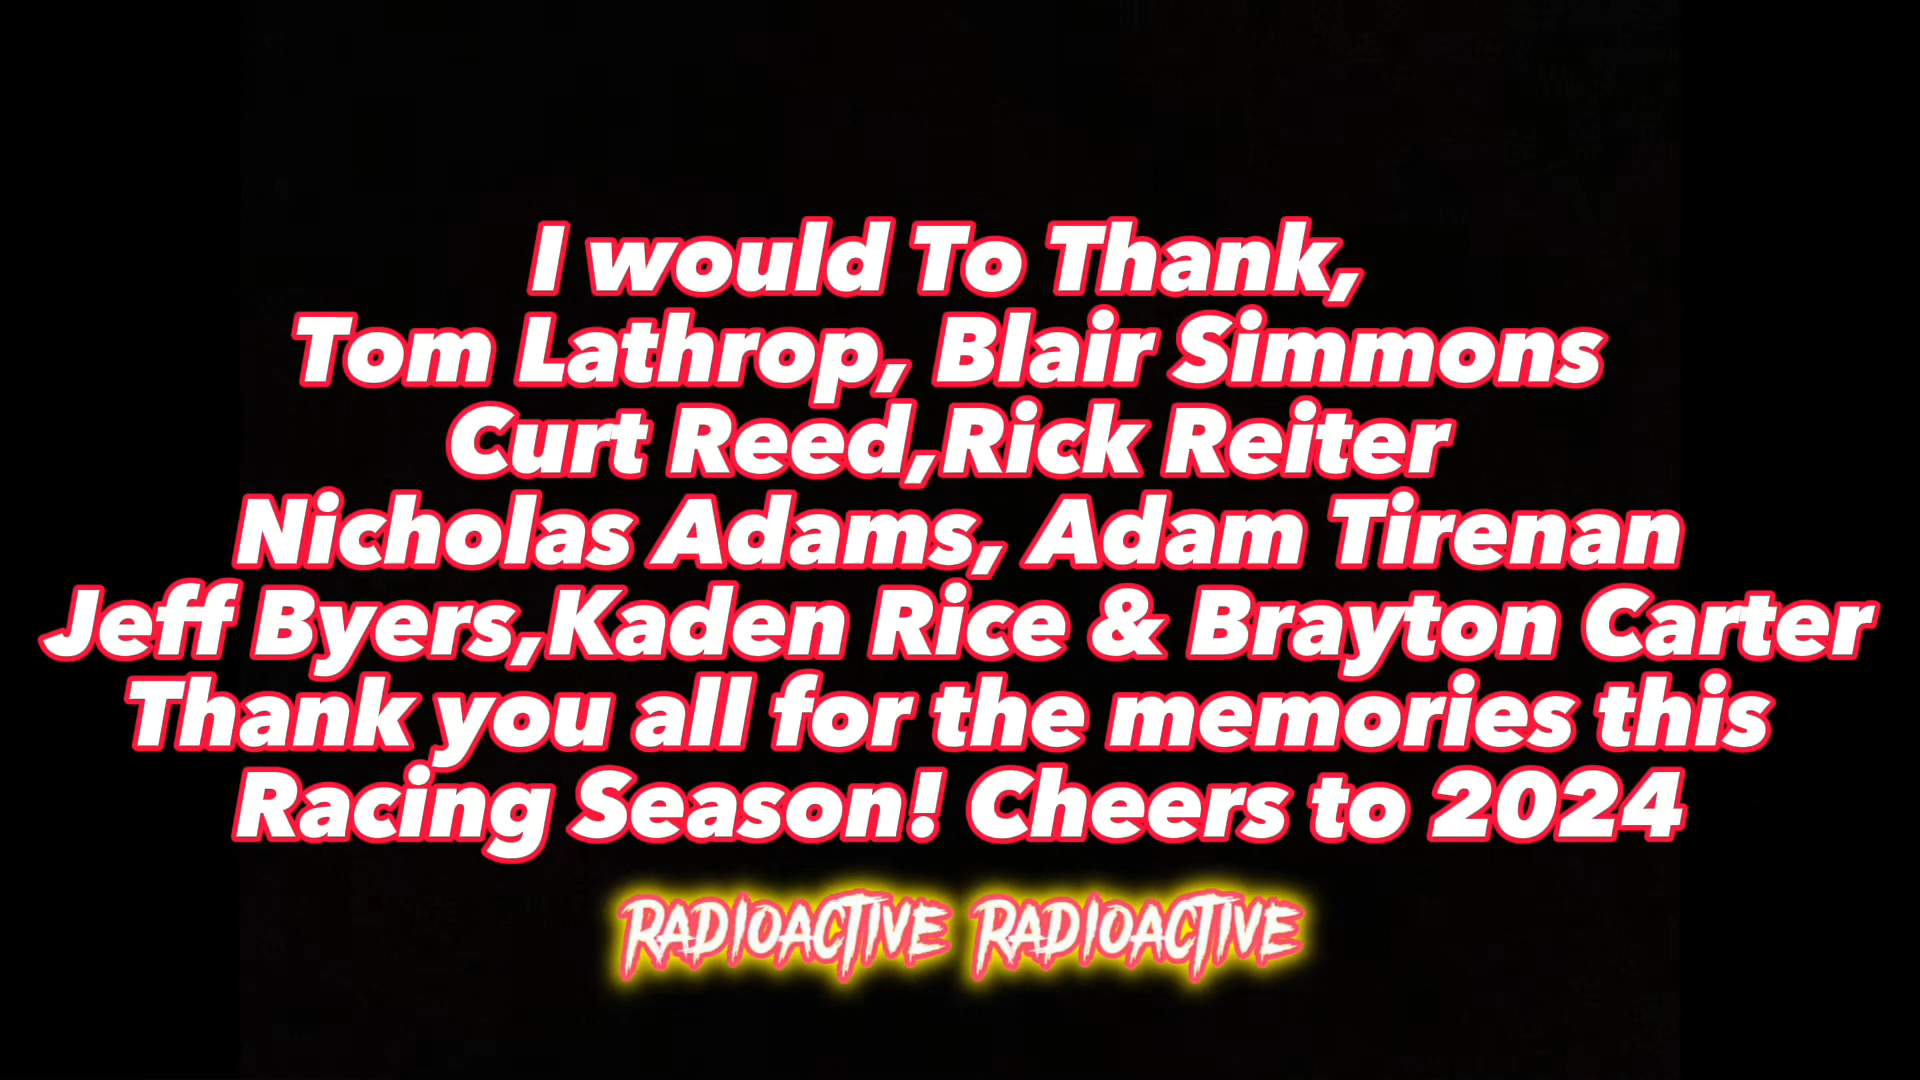 I would To Thank,
Tom Lathrop, Blair Simmons
Curt Reed,Rick Reiter
Nicholas Adams, Adam Tirenan
Jeff Byers,Kaden Rice & Brayton Carter
Thank you all for the memories this
Racing Season! Cheers to 2024
RADIOACTIVE RADIOACTIVE